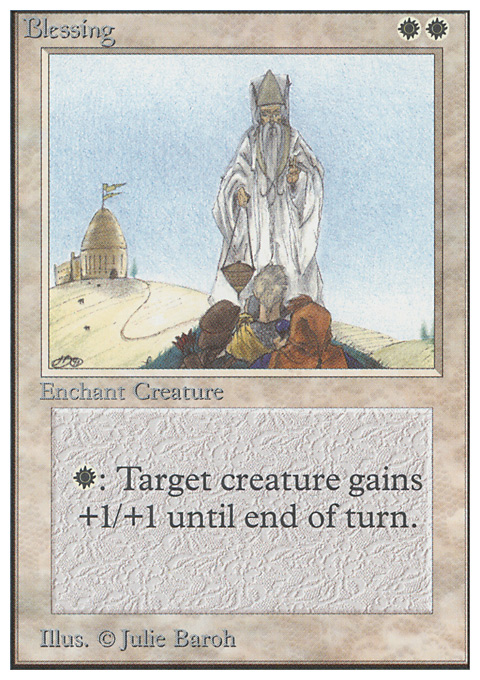 Blessing
Enchant Creature
: Target creature gains
+1/+1 until end of turn.
Illus. © Julie Baroh